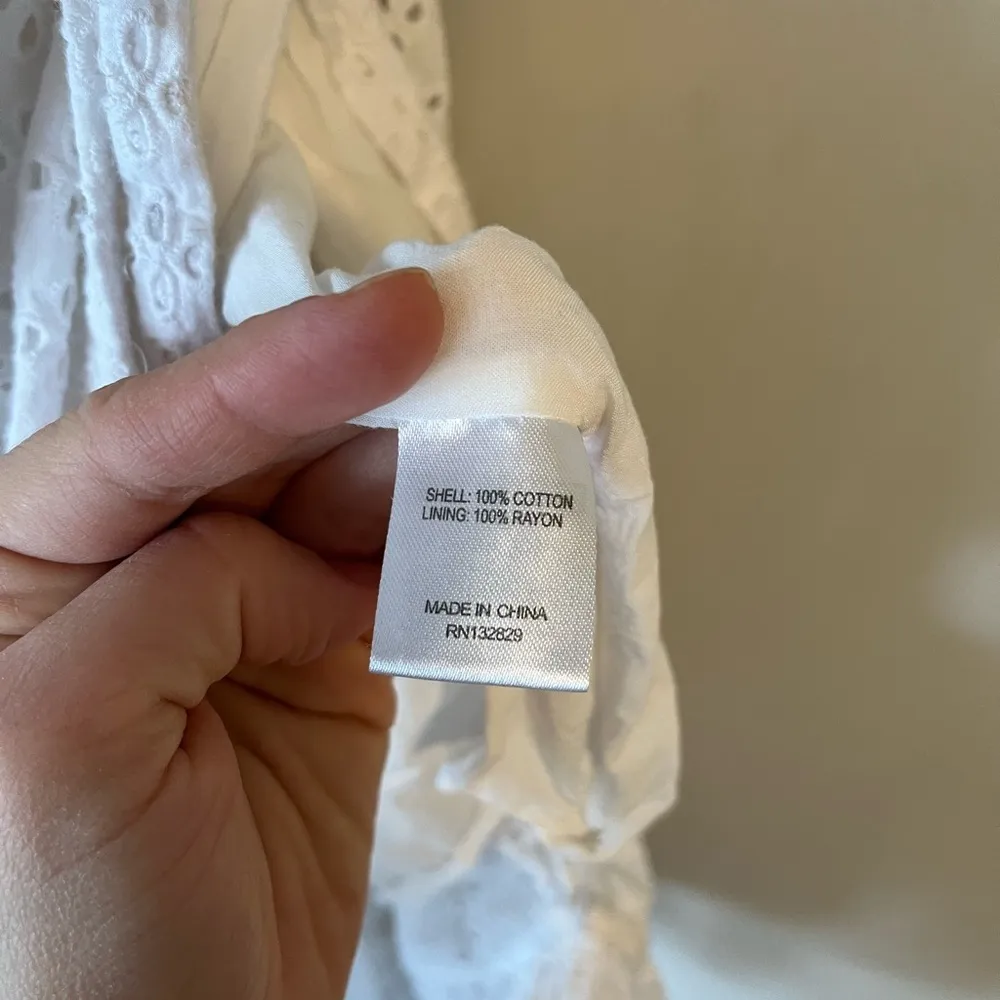 SHELL: 100% COTTON
LINING: 100% RAYON
MADE IN CHINA
RN132829